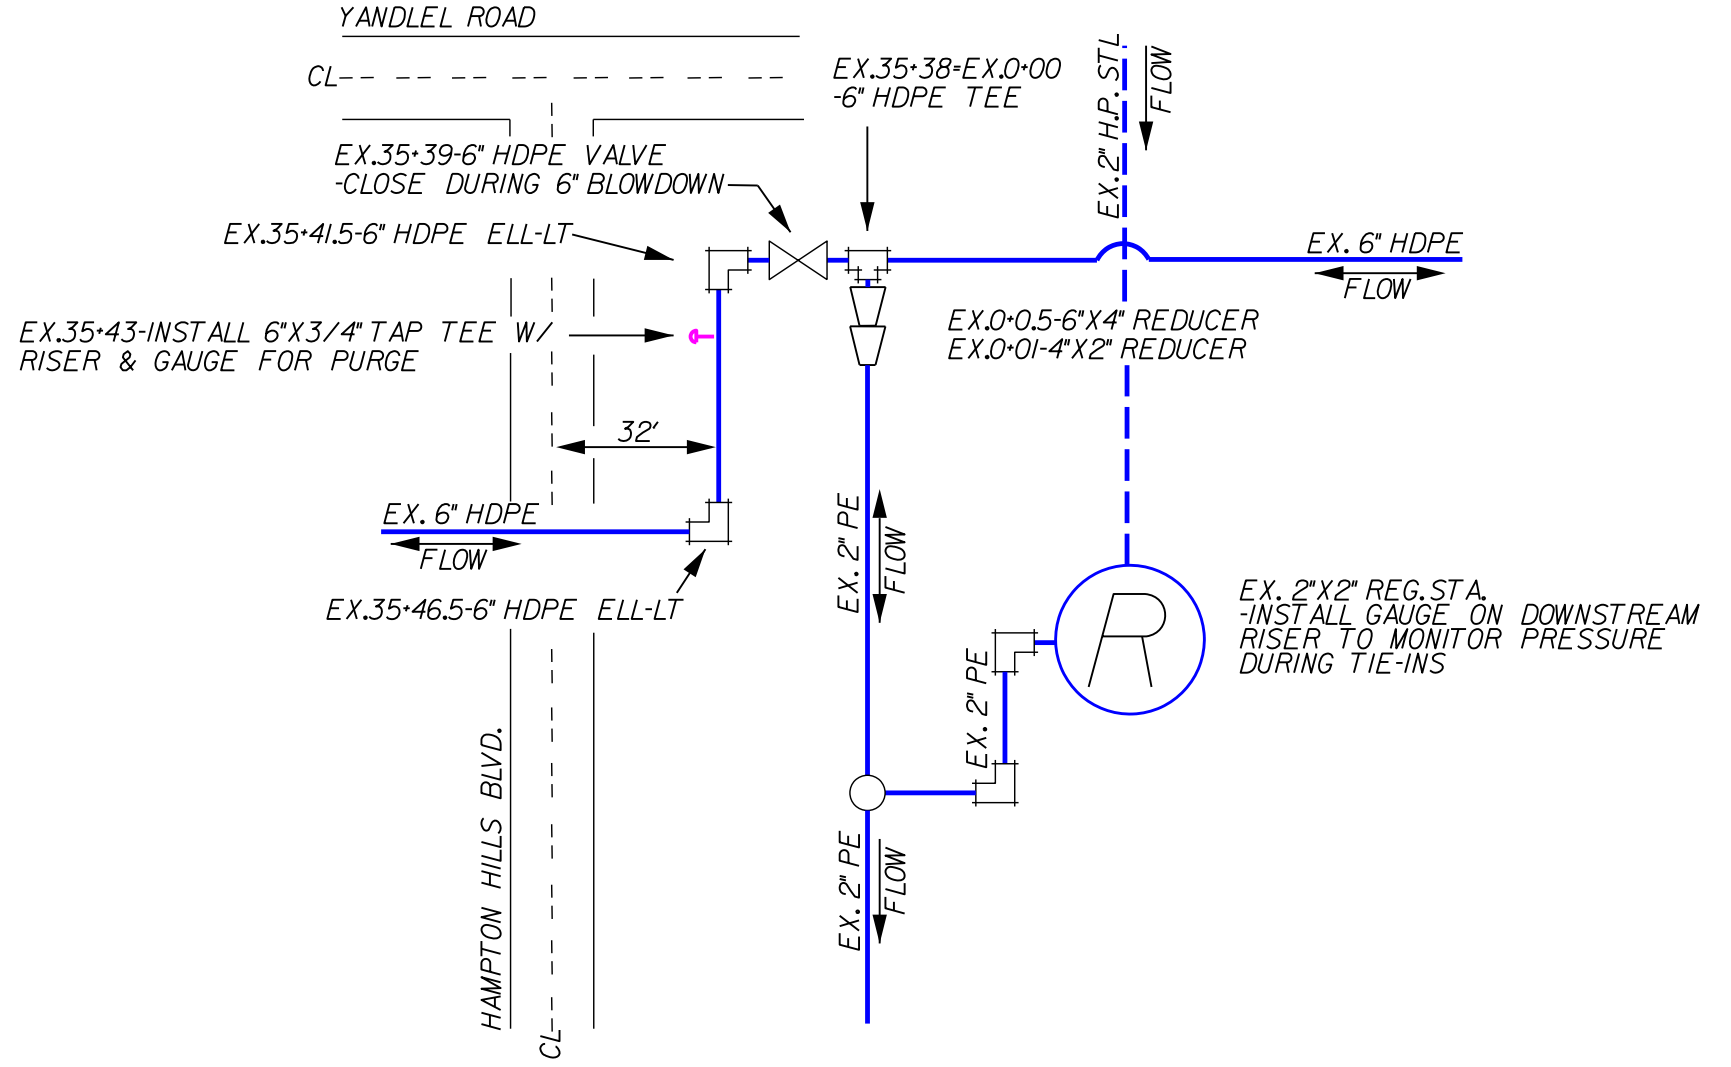 YANDLEL ROAD
CL
EX.35+38=EX.0+00
-6" HDPE TEE
EX.2" H.P. STL
FLOW
EX.35+39-6" HDPE VALVE
-CLOSE DURING 6" BLOWDOWN
EX.35+41.5-6" HDPE ELL-LT
EX. 6" HDPE
FLOW
EX.35+43-INSTALL 6"X3/4" TAP TEE W/
RISER & GAUGE FOR PURGE
EX.0+0.5-6"X4" REDUCER
EX.0+01-4"X2" REDUCER
32'
EX. 6" HDPE
FLOW
EX. 2" PE
FLOW
EX.35+46.5-6" HDPE ELL-LT
EX. 2"X2" REG.STA.
-INSTALL GAUGE ON DOWNSTREAM
RISER TO MONITOR PRESSURE
DURING TIE-INS
R
EX. 2" PE
HAMPTON HILLS BLVD.
EX. 2" PE
FLOW
CL